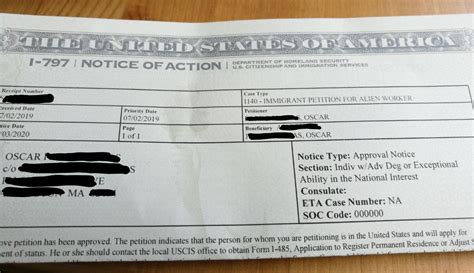 THE UNITED STATES OF AMERICA
I-797 | NOTICE OF ACTION | DEPARTMENT OF HOMELAND SECURITY
U.S. CITIZENSHIP AND IMMIGRATION SERVICES
Receipt Number
Case Type
I140 - IMMIGRANT PETITION FOR ALIEN WORKER
Received Date
Priority Date
Petitioner
07/02/2019
07/02/2019
OSCAR
Page
Beneficiary
/03/2020
1 of 1
S, OSCAR
OSCAR
c/o
S
VE
MA
Notice Type: Approval Notice
Section: Indiv w/Adv Deg or Exceptional
Ability in the National Interest
Consulate:
ETA Case Number: NA
SOC Code: 000000
ove petition has been approved. The petition indicates that the person for whom you are petitioning is in the United States and will apply for
ent of status. He or she should contact the local USCIS office to obtain Form I-485, Application to Register Permanent Residence or Adjust